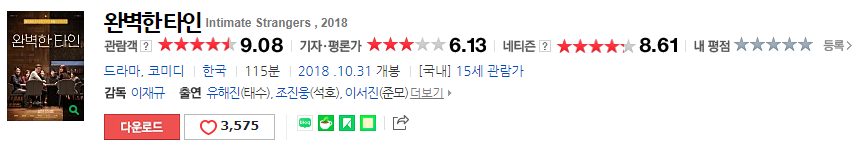 완벽한 타인 Intimate Strangers , 2018
관람객 ? 9.08 기자·평론가 6.13 네티즌 ? 8.61 내 평점 등록
드라마, 코미디 한국 115분 2018 .10.31 개봉 [국내] 15세 관람가
감독 이재규 출연 유해진(태수), 조진웅(석호), 이서진(준모) 더보기
다운로드 3,575
완벽한 타인
blog